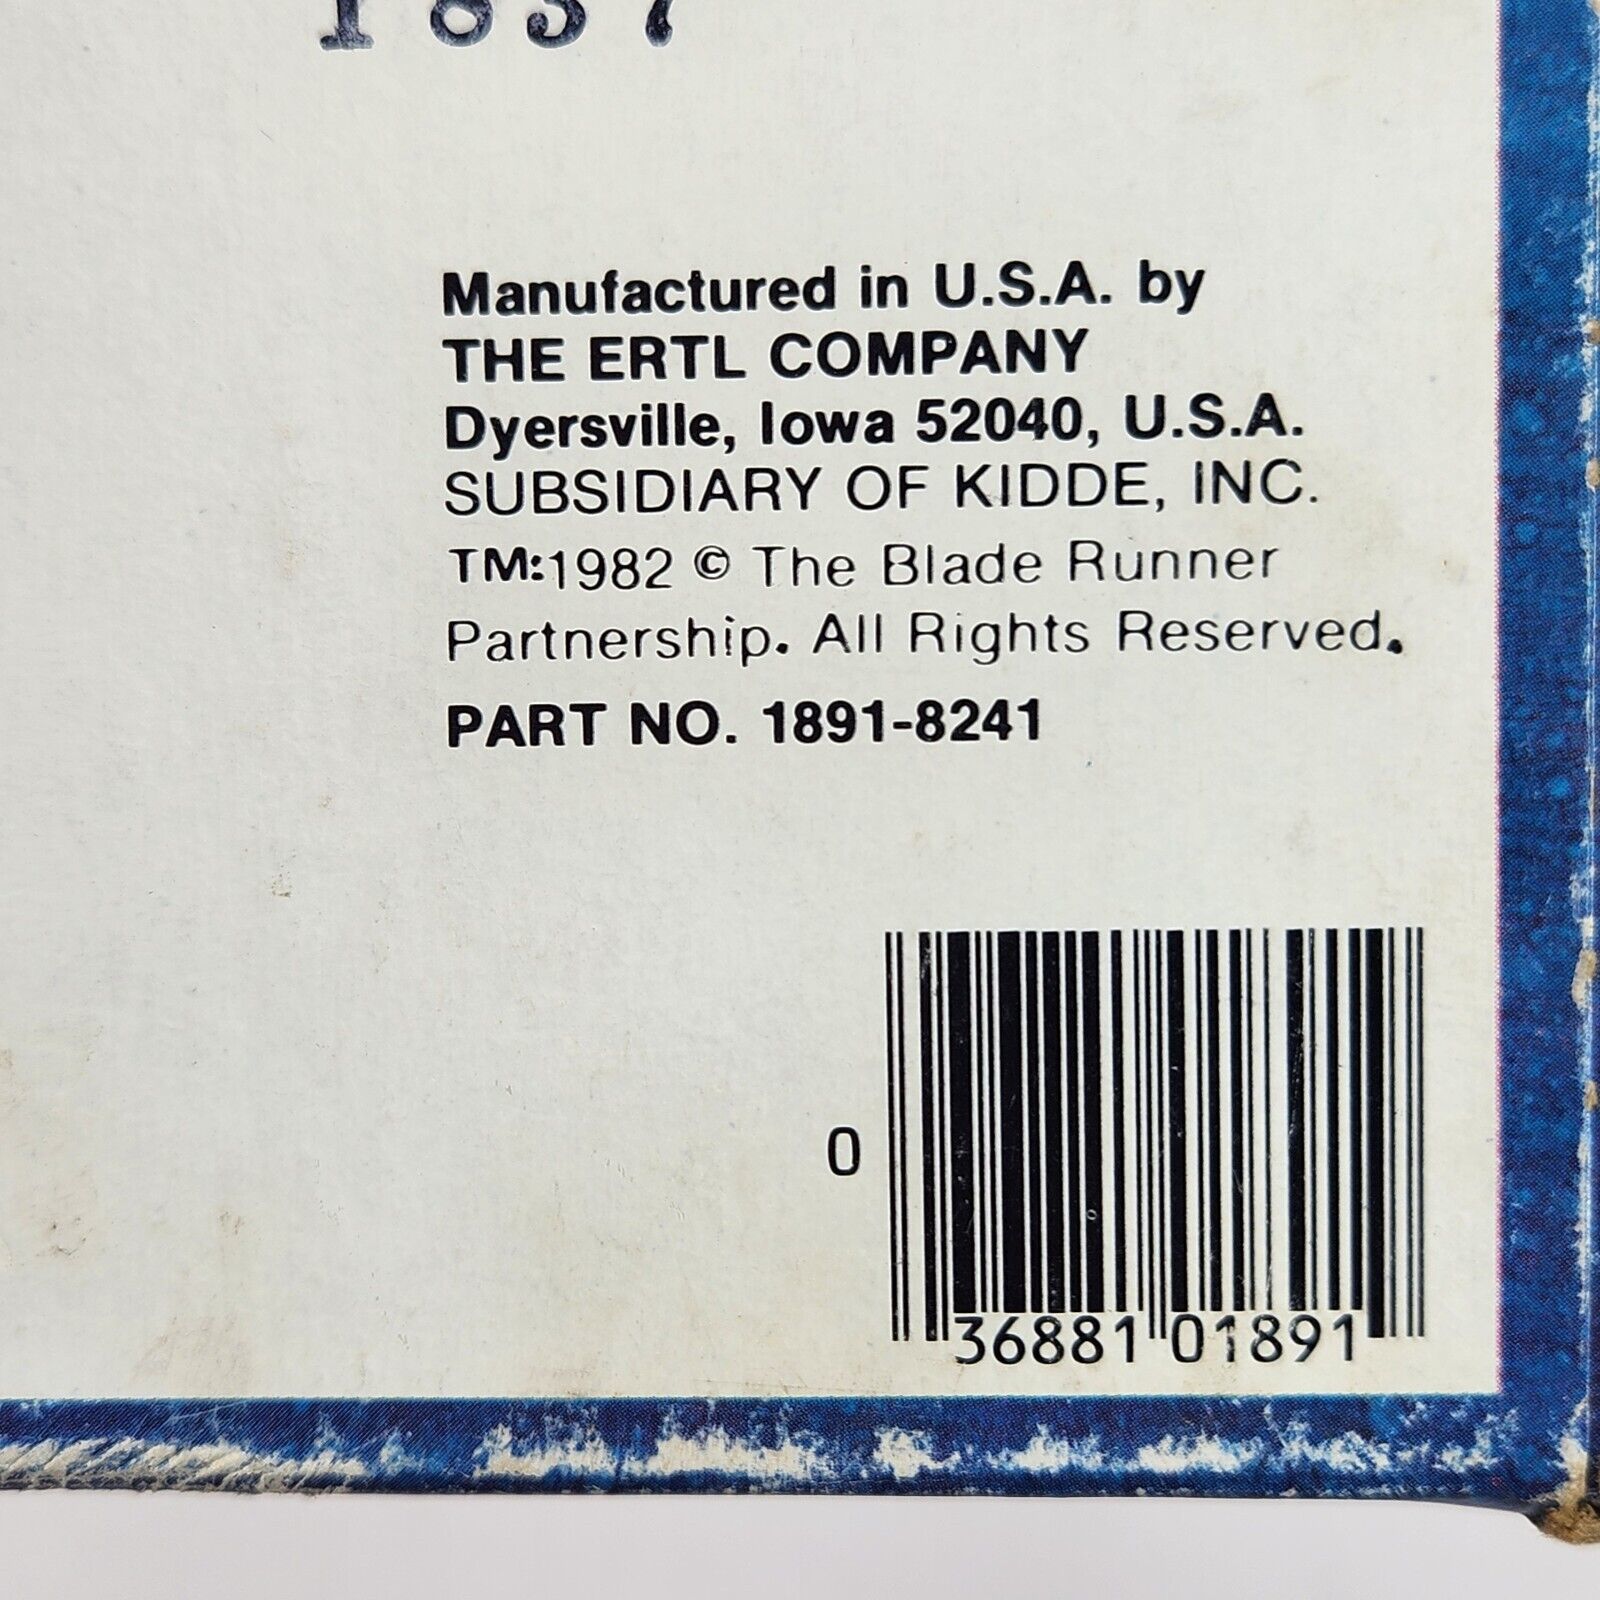 1837
Manufactured in U.S.A. by
THE ERTL COMPANY
Dyersville, Iowa 52040, U.S.A.
SUBSIDIARY OF KIDDE, INC.
TM:1982 © The Blade Runner
Partnership. All Rights Reserved.
PART NO. 1891-8241
0 36881 01891